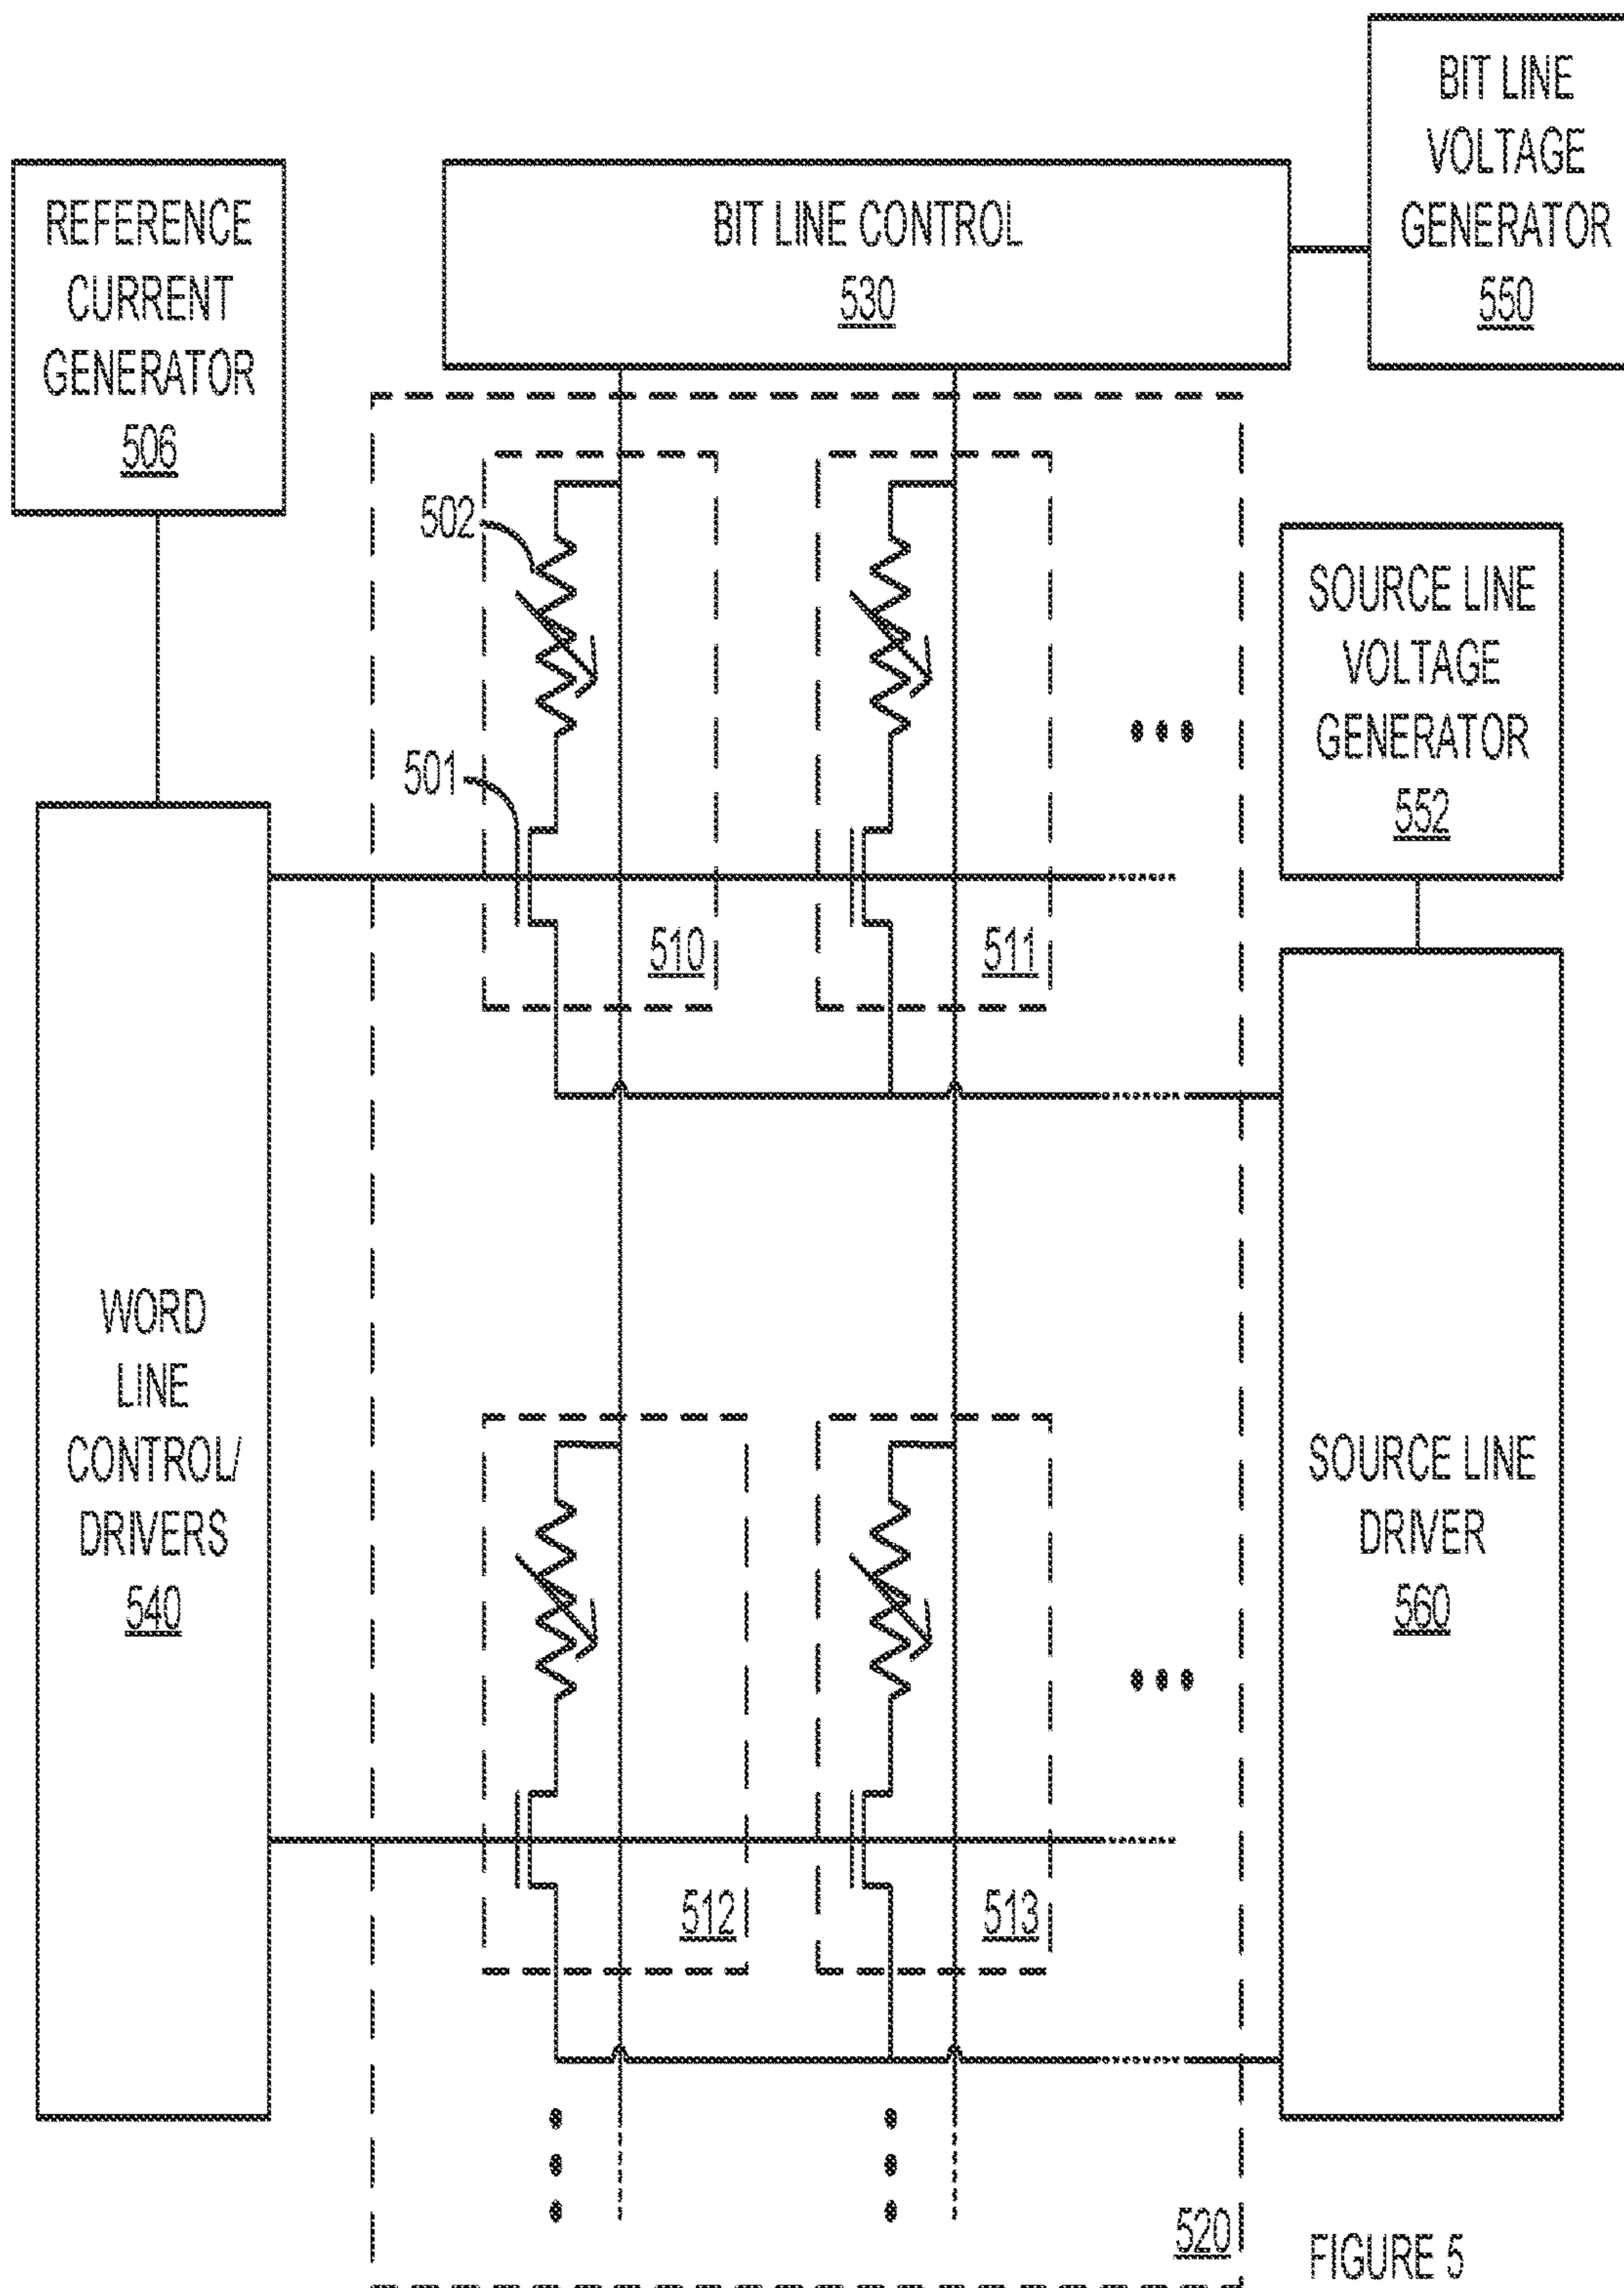 BIT LINE
VOLTAGE
GENERATOR
550
REFERENCE
CURRENT
GENERATOR
506
BIT LINE CONTROL
530
502
SOURCE LINE
VOLTAGE
GENERATOR
552
501
510
511
WORD
LINE
CONTROL/
DRIVERS
540
SOURCE LINE
DRIVER
560
512
513
520
FIGURE 5